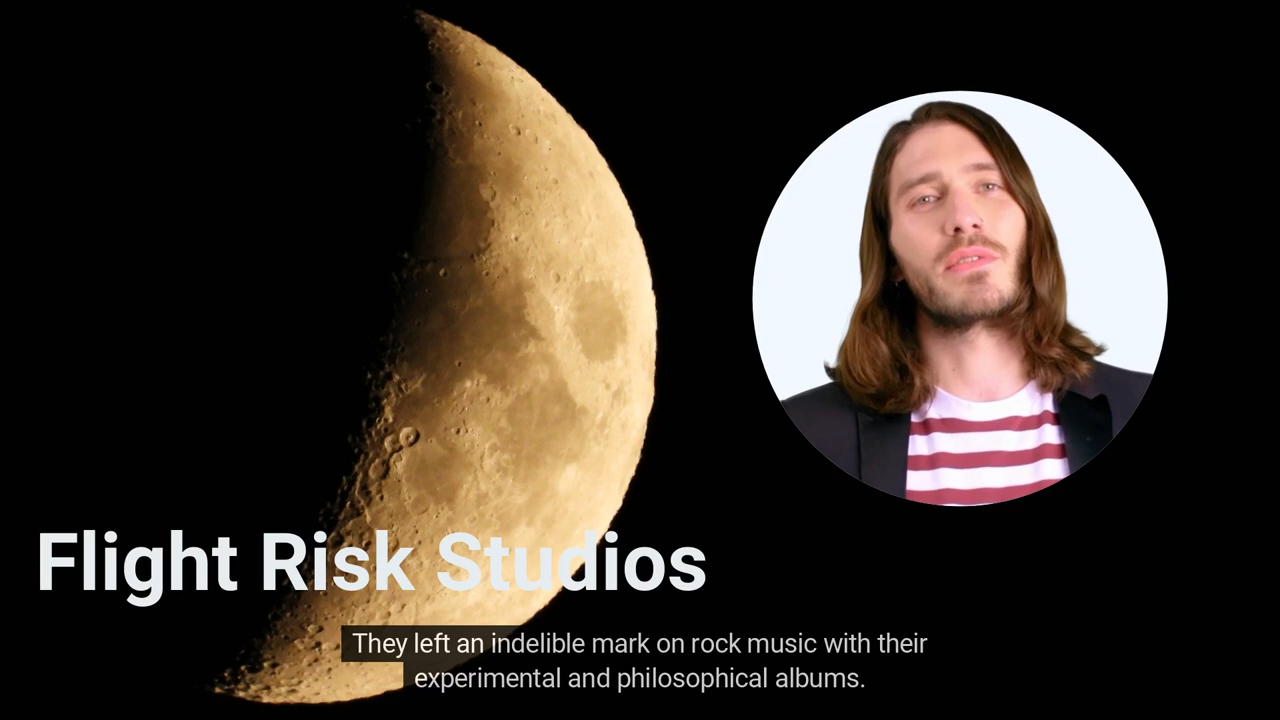 Flight Risk Studios
They left an indelible mark on rock music with their
experimental and philosophical albums.